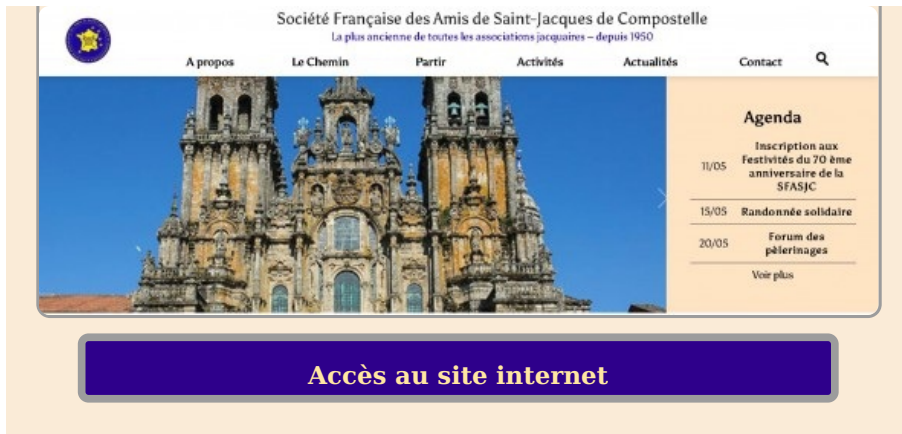 Société Française des Amis de Saint-Jacques de Compostelle
La plus ancienne de toutes les associations jacquaires – depuis 1950
A propos Le Chemin Partir Activités Actualités Contact
Agenda
11/05 Inscription aux
Festivités du 70 ème
anniversaire de la
SFASJC
15/05 Randonnée solidaire
20/05 Forum des
pèlerinages
Voir plus
Accès au site internet